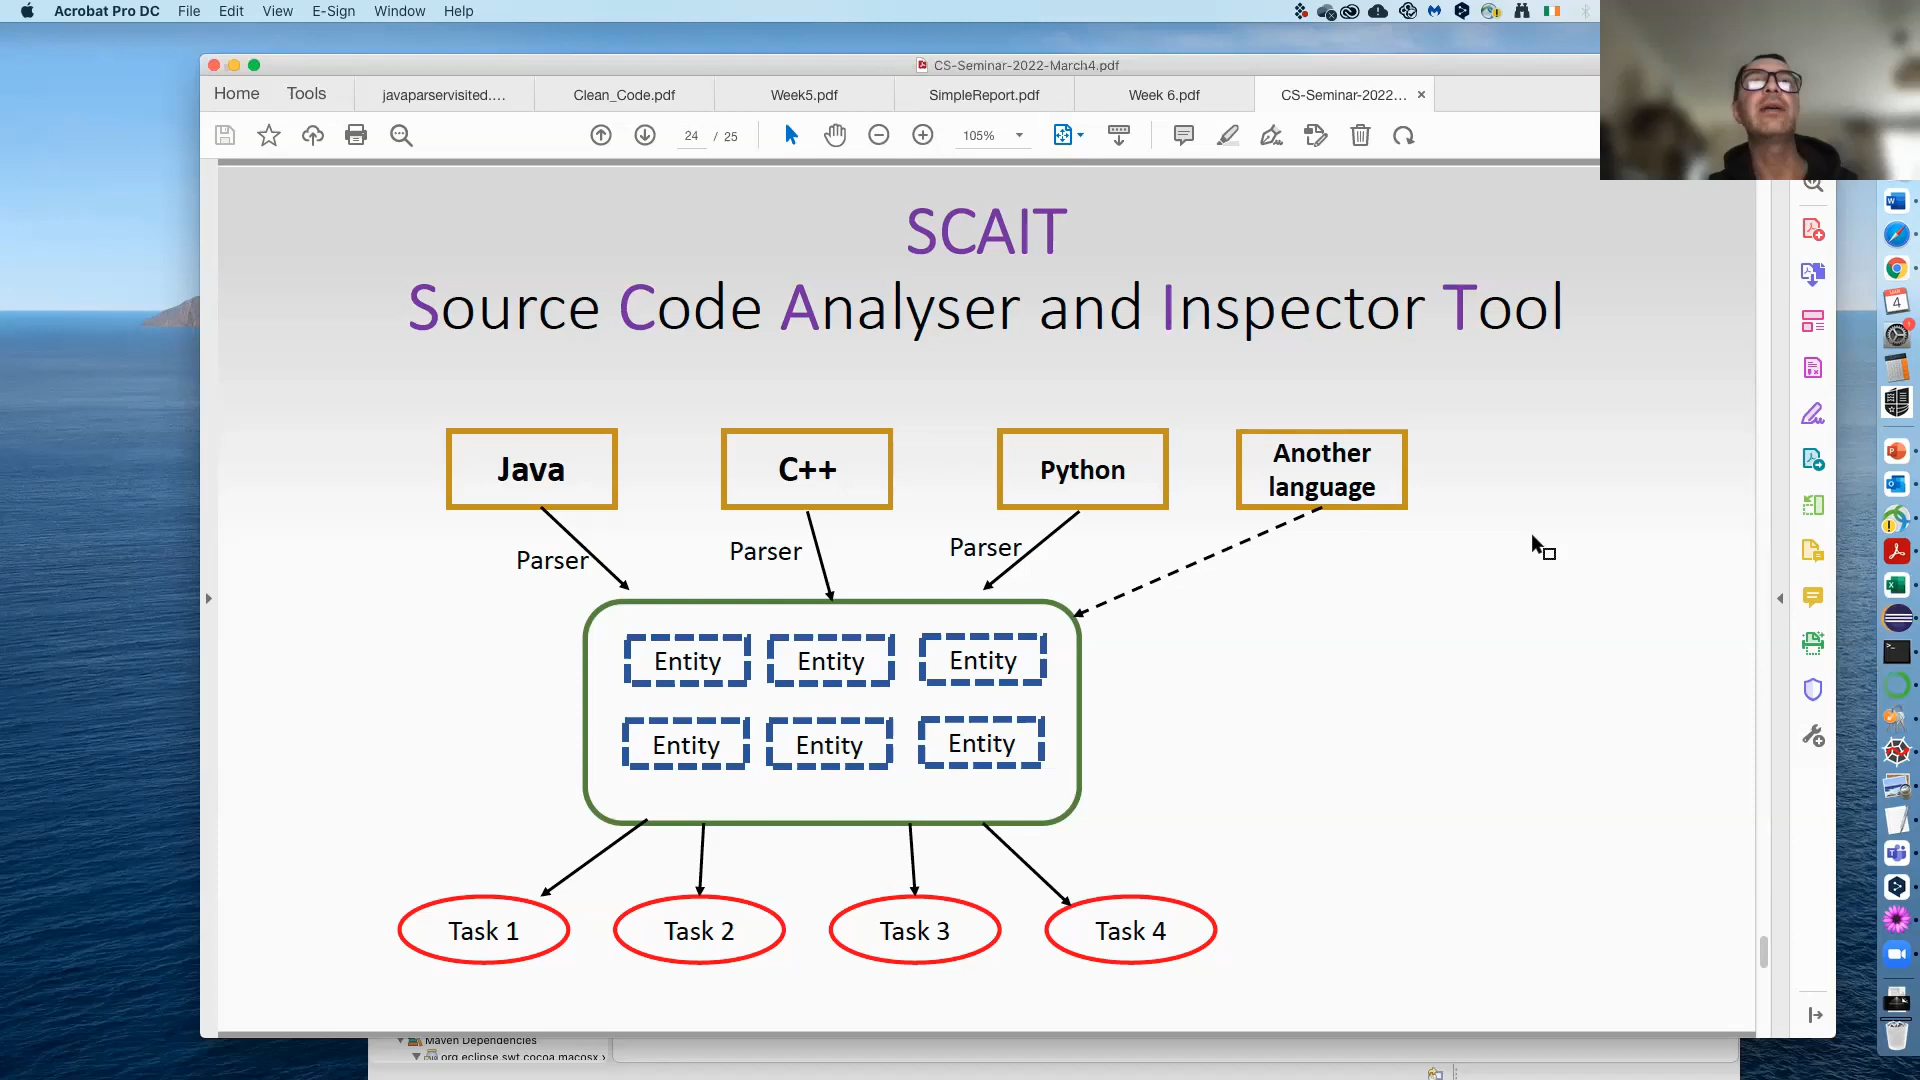 Acrobat Pro DC File Edit View E-Sign Window Help
CS-Seminar-2022-March4.pdf
Home Tools javaparservisited.... Clean_Code.pdf Week5.pdf SimpleReport.pdf Week 6.pdf CS-Seminar-2022... ×
24 / 25 105%
SCAIT
Source Code Analyser and Inspector Tool
Java C++ Python Another language
Parser Parser Parser
Entity Entity Entity
Entity Entity Entity
Task 1 Task 2 Task 3 Task 4
Maven Dependencies
org.eclipse.swt.cocoa.macosx.x